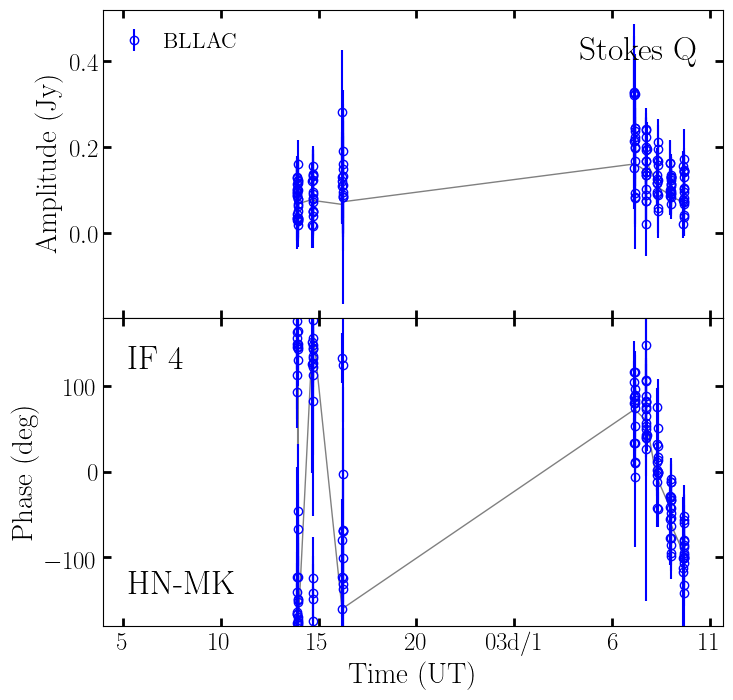 BLLAC
Stokes Q
0.4
0.2
0.0
Amplitude (Jy)
IF 4
100
0
−100
Phase (deg)
HN-MK
5 10 15 20 03d/1 6 11
Time (UT)